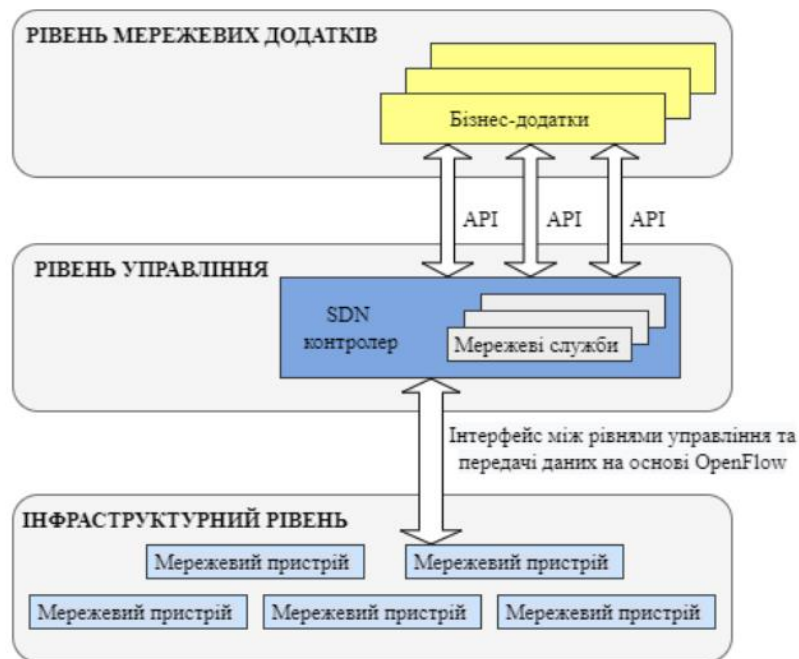 РІВЕНЬ МЕРЕЖЕВИХ ДОДАТКІВ
Бізнес-додатки
API API API
РІВЕНЬ УПРАВЛІННЯ
SDN
контролер
Мережеві служби
Інтерфейс між рівнями управління та
передачі даних на основі OpenFlow
ІНФРАСТРУКТУРНИЙ РІВЕНЬ
Мережевий пристрій Мережевий пристрій
Мережевий пристрій Мережевий пристрій Мережевий пристрій